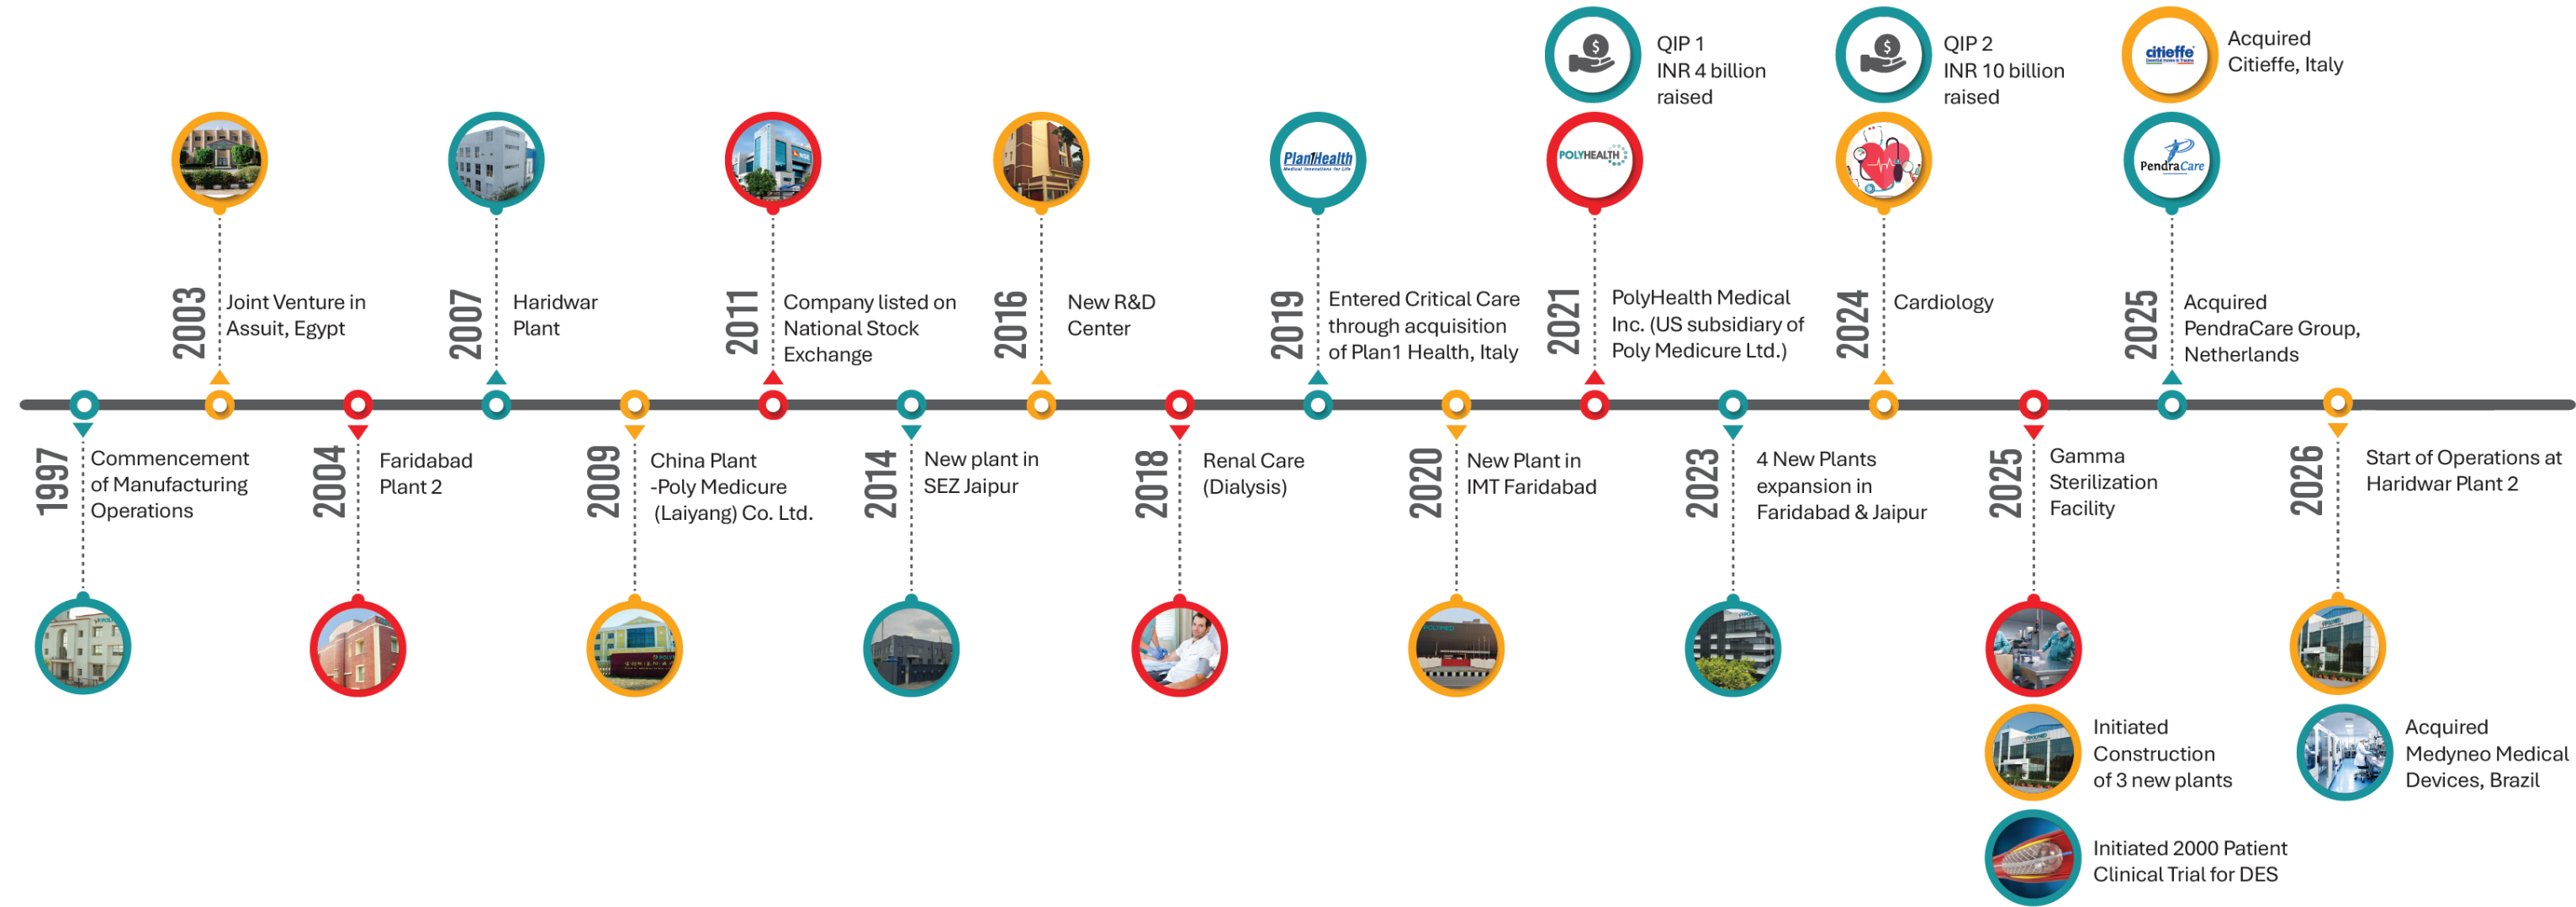 QIP 1
INR 4 billion
raised
QIP 2
INR 10 billion
raised
citieffe
Acquired
Citieffe, Italy
Plan1Health
Medical Innovations for Life
POLYHEALTH
PendraCare
2003
Joint Venture in
Assuit, Egypt
2007
Haridwar
Plant
2011
Company listed on
National Stock
Exchange
2016
New R&D
Center
2019
Entered Critical Care
through acquisition
of Plan1 Health, Italy
2021
PolyHealth Medical
Inc. (US subsidiary of
Poly Medicure Ltd.)
2024
Cardiology
2025
Acquired
PendraCare Group,
Netherlands
1997
Commencement
of Manufacturing
Operations
2004
Faridabad
Plant 2
2009
China Plant
-Poly Medicure
(Laiyang) Co. Ltd.
2014
New plant in
SEZ Jaipur
2018
Renal Care
(Dialysis)
2020
New Plant in
IMT Faridabad
2023
4 New Plants
expansion in
Faridabad & Jaipur
2025
Gamma
Sterilization
Facility
2026
Start of Operations at
Haridwar Plant 2
POLYMED
Initiated
Construction
of 3 new plants
Acquired
Medyneo Medical
Devices, Brazil
Initiated 2000 Patient
Clinical Trial for DES